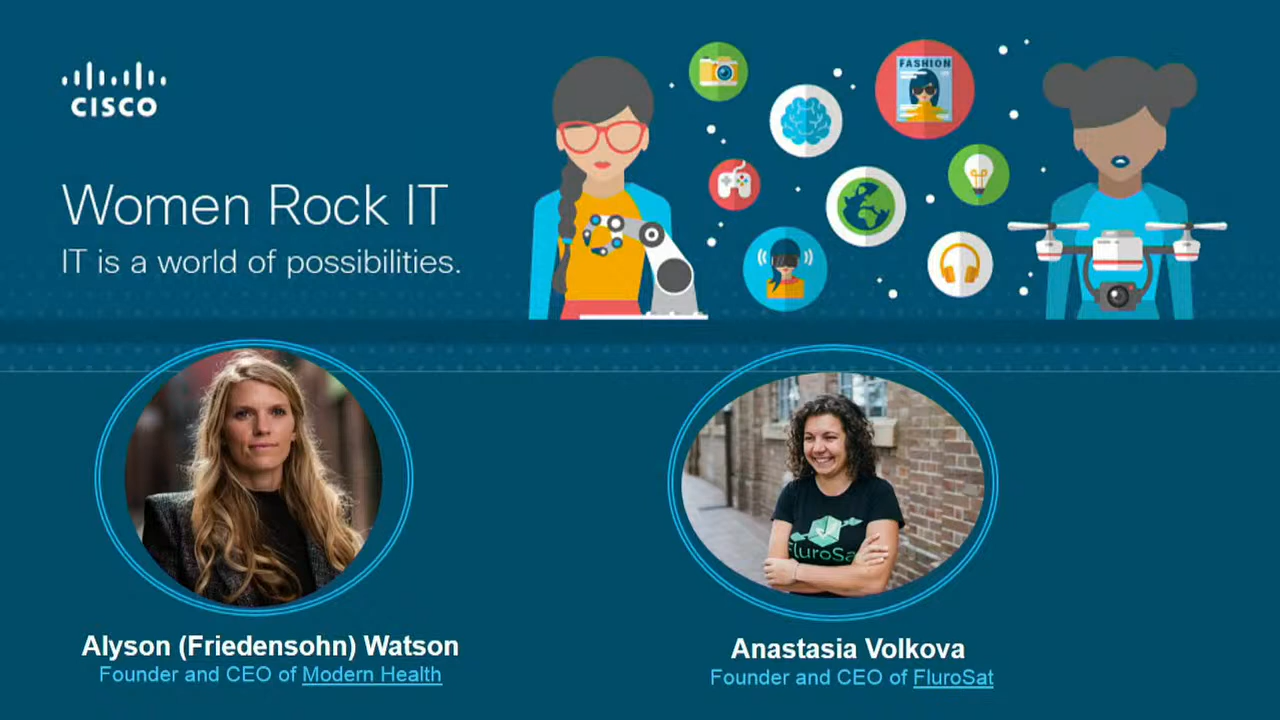 CISCO
Women Rock IT
IT is a world of possibilities.
FASHION
FluroSat
Alyson (Friedensohn) Watson
Founder and CEO of Modern Health
Anastasia Volkova
Founder and CEO of FluroSat